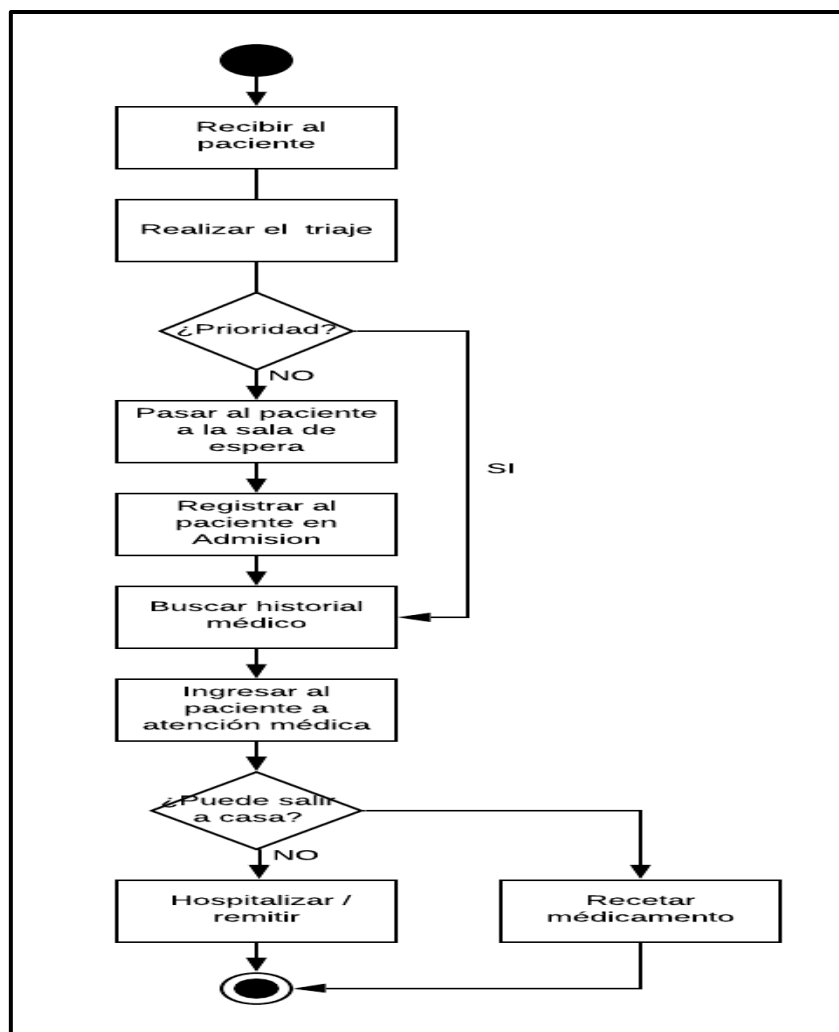 Recibir al
paciente
Realizar el triaje
¿Prioridad?
NO
Pasar al paciente
a la sala de
espera
SI
Registrar al
paciente en
Admision
Buscar historial
médico
Ingresar al
paciente a
atención médica
¿Puede salir
a casa?
NO
Hospitalizar /
remitir
Recetar
médicamento